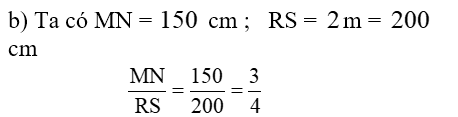 b) Ta có MN = 150 cm ; RS = 2 m = 200
cm
MN/RS = 150/200 = 3/4